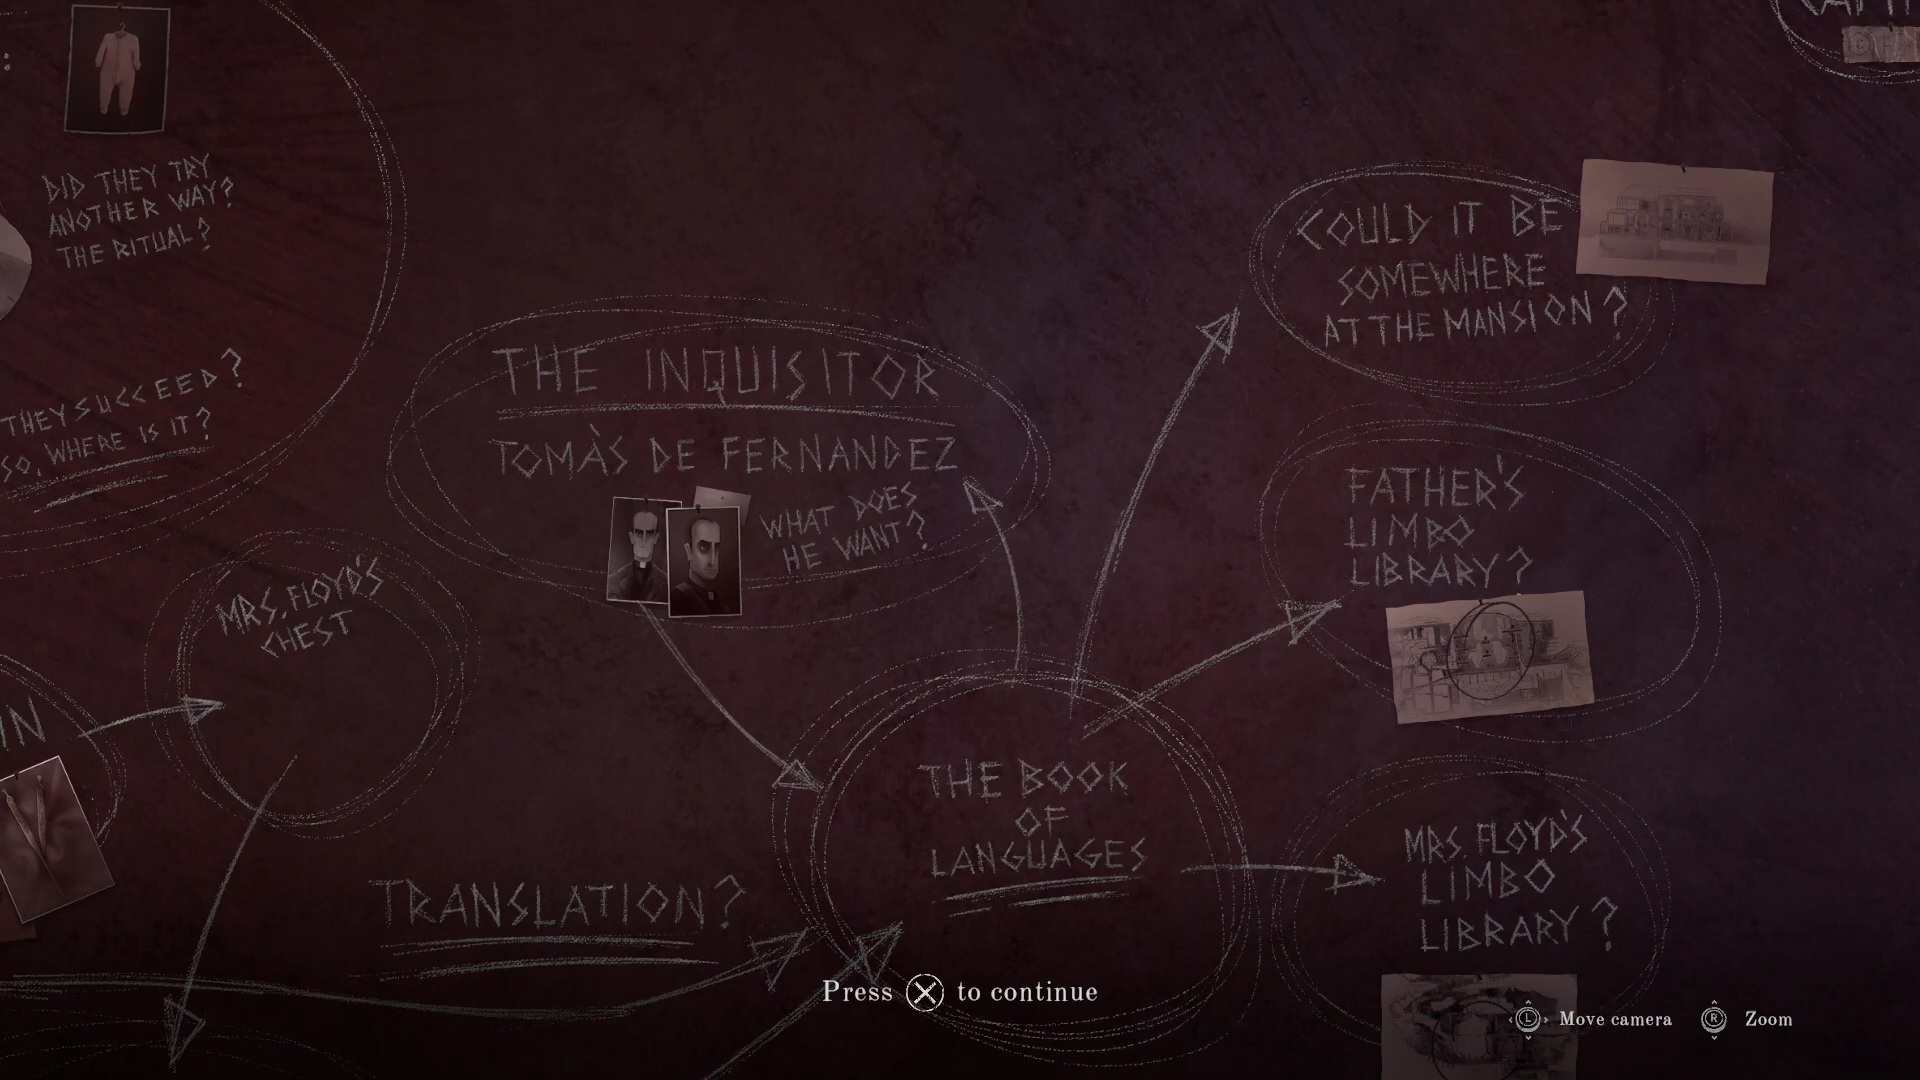 DID THEY TRY
ANOTHER WAY?
THE RITUAL?
THEY SUCCEED?
SO, WHERE IS IT?
THE INQUISITOR
TOMÀS DE FERNANDEZ
WHAT DOES
HE WANT?
COULD IT BE
SOMEWHERE
AT THE MANSION?
FATHER'S
LIMBO
LIBRARY?
MRS. FLOYD'S
CHEST
IN
THE BOOK
OF
LANGUAGES
MRS. FLOYD'S
LIMBO
LIBRARY?
TRANSLATION?
Press X to continue
L Move camera R Zoom